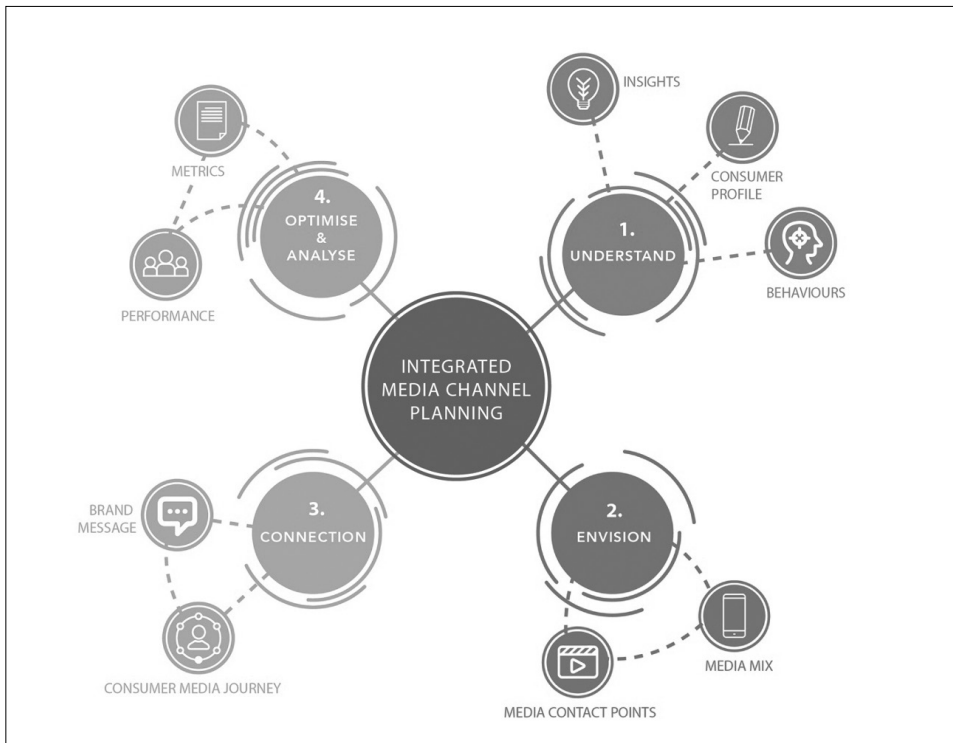 INTEGRATED
MEDIA CHANNEL
PLANNING
1.
UNDERSTAND
INSIGHTS
CONSUMER
PROFILE
BEHAVIOURS
2.
ENVISION
MEDIA MIX
MEDIA CONTACT POINTS
3.
CONNECTION
BRAND
MESSAGE
CONSUMER MEDIA JOURNEY
4.
OPTIMISE
&
ANALYSE
METRICS
PERFORMANCE